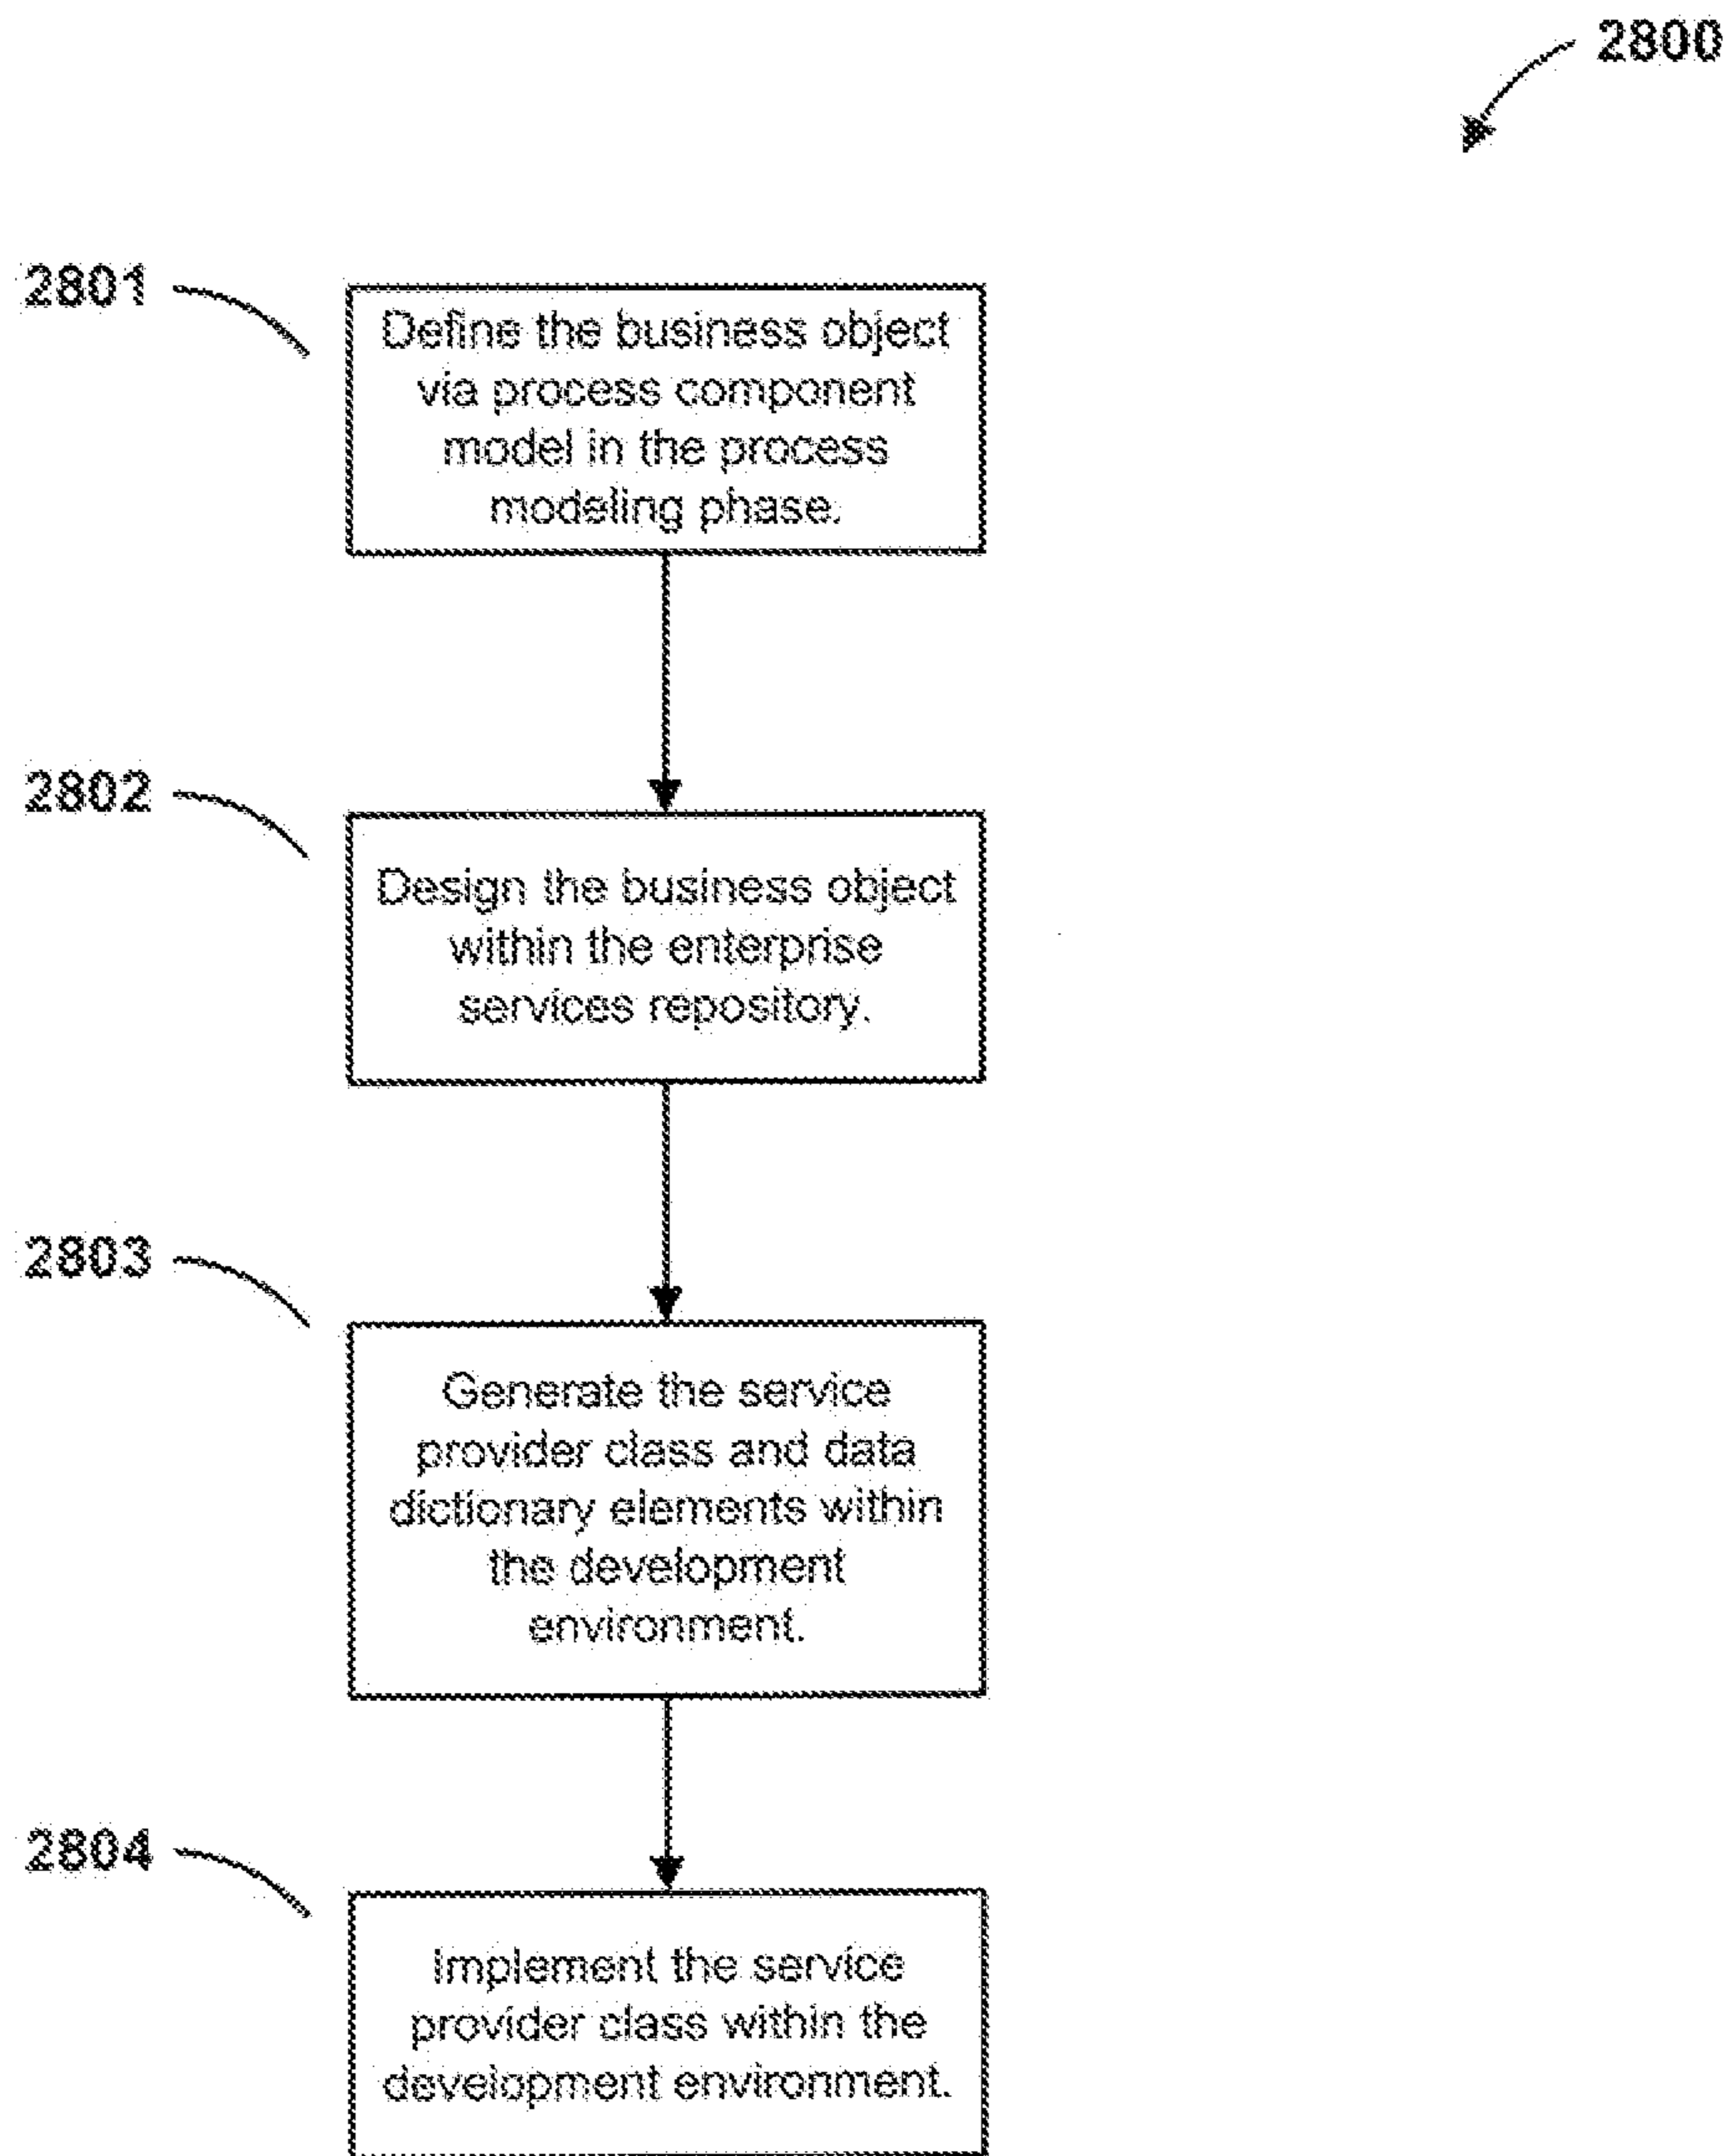 2800
2801
Define the business object
via process component
model in the process
modeling phase.
2802
Design the business object
within the enterprise
services repository.
2803
Generate the service
provider class and data
dictionary elements within
the development
environment.
2804
Implement the service
provider class within the
development environment.